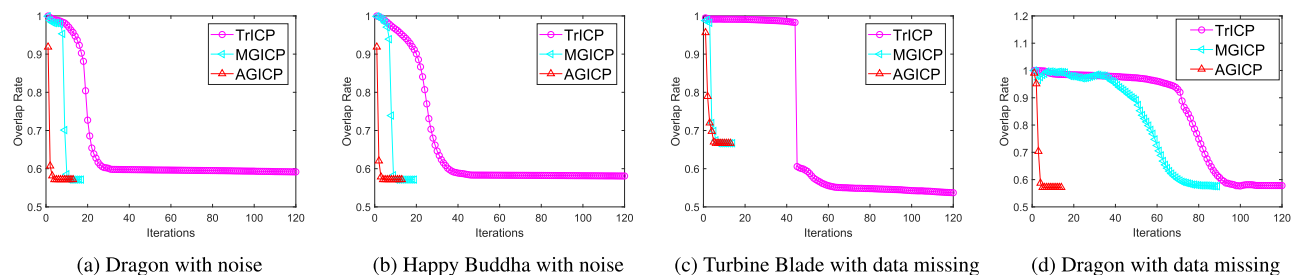 1
0.9
0.8
0.7
0.6
0.5
Overlap Rate
0 20 40 60 80 100 120
Iterations
TrICP
MGICP
AGICP
(a) Dragon with noise
1
0.9
0.8
0.7
0.6
0.5
Overlap Rate
0 20 40 60 80 100 120
Iterations
TrICP
MGICP
AGICP
(b) Happy Buddha with noise
1
0.9
0.8
0.7
0.6
0.5
Overlap Rate
0 20 40 60 80 100 120
Iterations
TrICP
MGICP
AGICP
(c) Turbine Blade with data missing
1.2
1.1
1.0
0.9
0.8
0.7
0.6
0.5
Overlap Rate
0 20 40 60 80 100 120
Iterations
TrICP
MGICP
AGICP
(d) Dragon with data missing